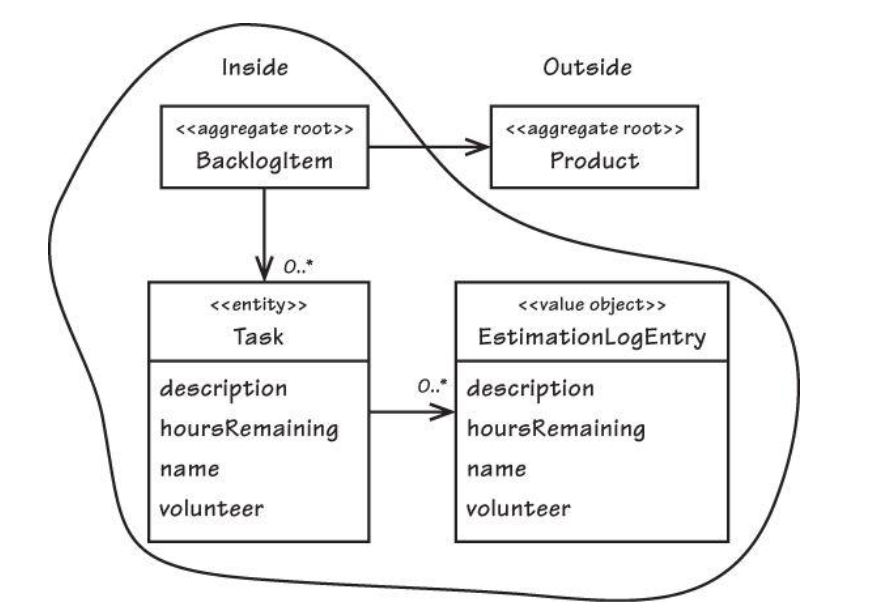 Inside
Outside
<<aggregate root>>
BacklogItem
<<aggregate root>>
Product
0..*
<<entity>>
Task
description
hoursRemaining
name
volunteer
0..*
<<value object>>
EstimationLogEntry
description
hoursRemaining
name
volunteer